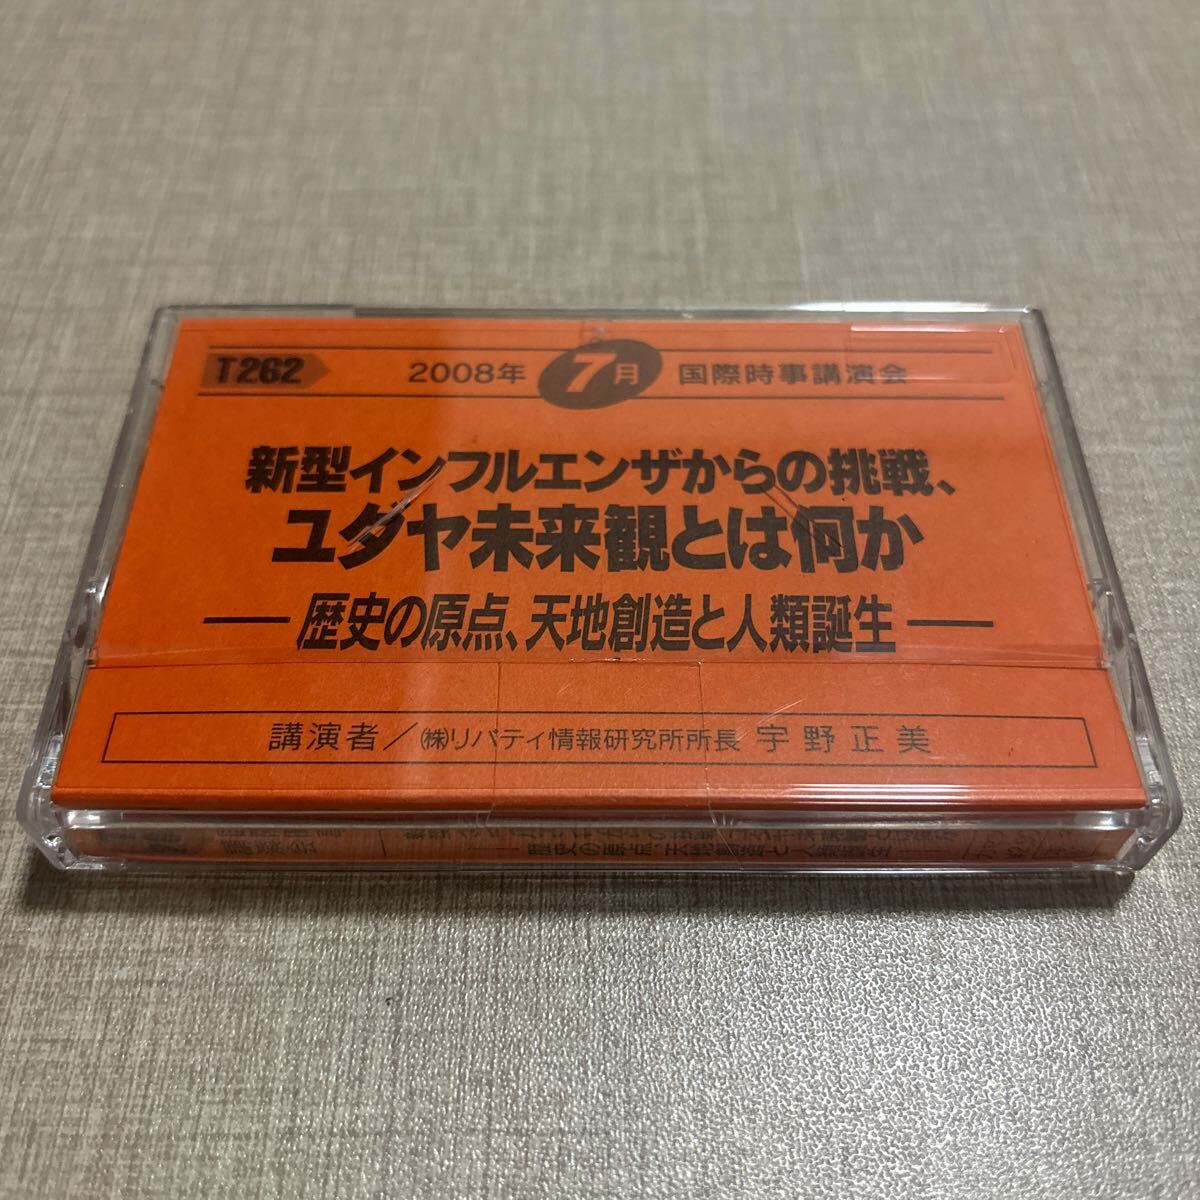 T262 2008年 7月 国際時事講演会
新型インフルエンザからの挑戦、
ユダヤ未来観とは何か
— 歴史の原点、天地創造と人類誕生 —
講演者／㈱リバティ情報研究所所長 宇野正美